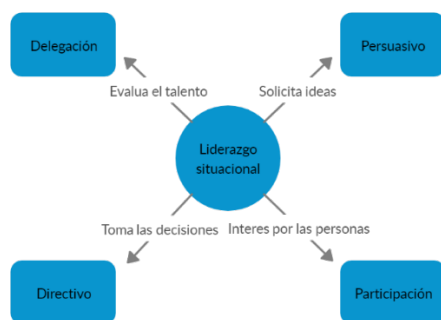 Delegación
Persuasivo
Evalua el talento
Solicita ideas
Liderazgo
situacional
Toma las decisiones
Interes por las personas
Directivo
Participación